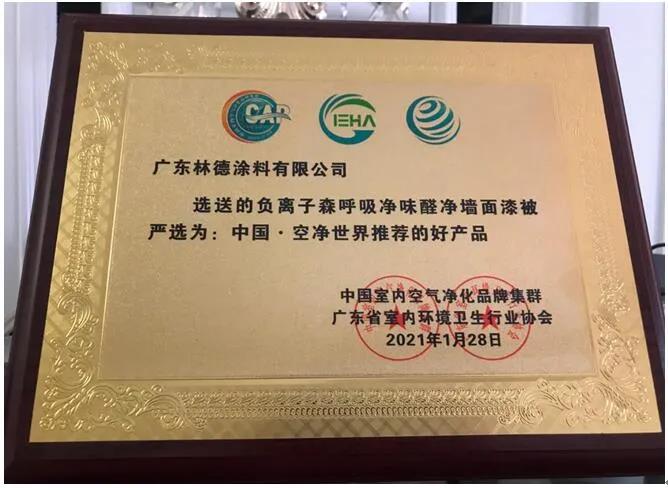 CAP
IEHA
广东林德涂料有限公司
选送的负离子森呼吸净味醛净墙面漆被
严选为：中国·空净世界推荐的好产品
中国室内空气净化品牌集群
广东省室内环境卫生行业协会
2021年1月28日